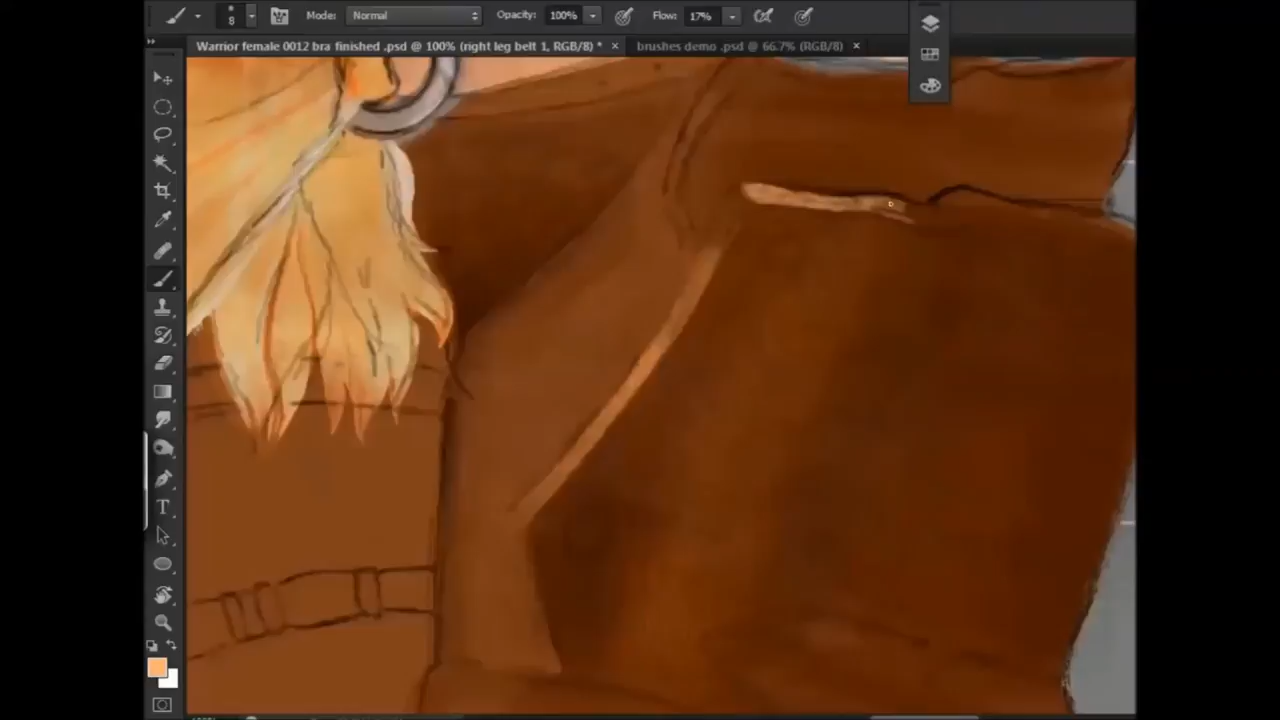 8 Mode: Normal Opacity: 100% Flow: 17%
Warrior female 0012 bra finished .psd @ 100% (right leg belt 1, RGB/8) * × brushes demo .psd @ 66.7% (RGB/8) ×
T